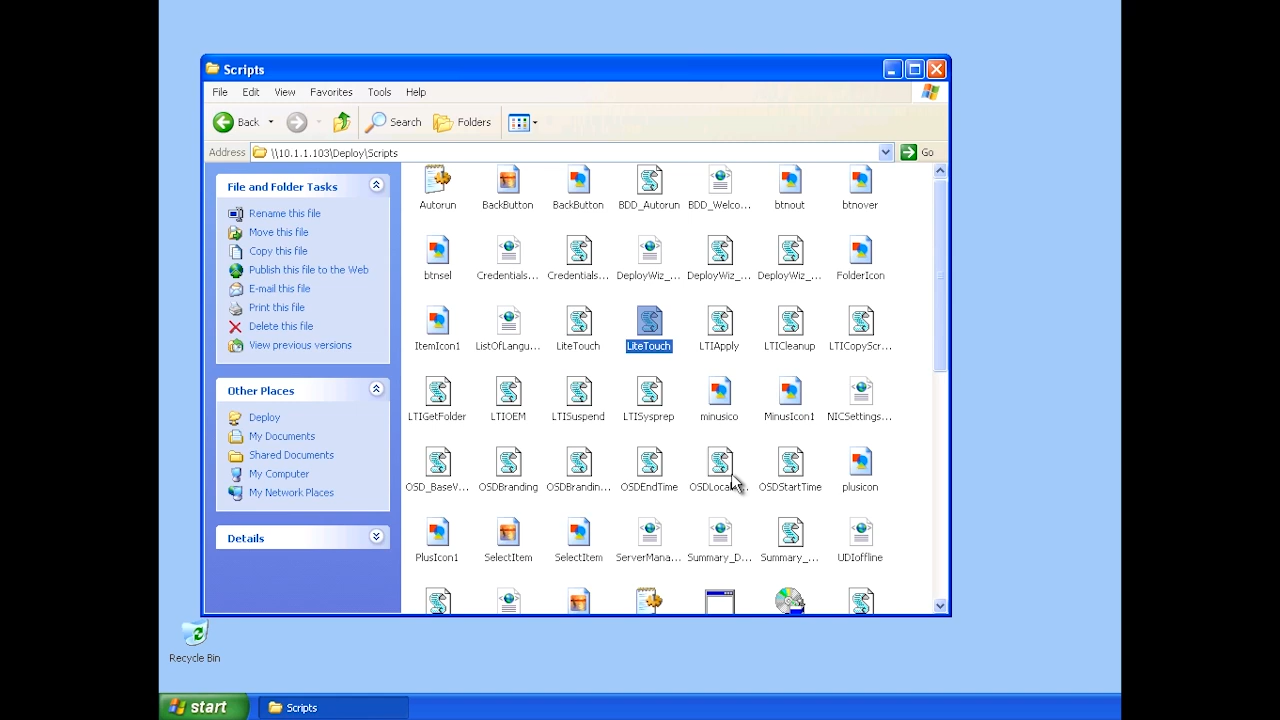 Scripts
File Edit View Favorites Tools Help
Back Search Folders
Address \\10.1.1.103\Deploy\Scripts Go
File and Folder Tasks
Rename this file
Move this file
Copy this file
Publish this file to the Web
E-mail this file
Print this file
Delete this file
View previous versions
Other Places
Deploy
My Documents
Shared Documents
My Computer
My Network Places
Details
Autorun BackButton BackButton BDD_Autorun BDD_Welco... btnout btnover
btnsel Credentials... Credentials... DeployWiz_... DeployWiz_... DeployWiz_... FolderIcon
ItemIcon1 ListOfLangu... LiteTouch LiteTouch LTIApply LTICleanup LTICopyScr...
LTIGetFolder LTIOEM LTISuspend LTISysprep minusico MinusIcon1 NICSettings...
OSD_BaseV... OSDBranding OSDBrandin... OSDEndTime OSDStartTime plusicon
PlusIcon1 SelectItem SelectItem ServerMana... Summary_D... Summary_... UDIoffline
Recycle Bin
start Scripts